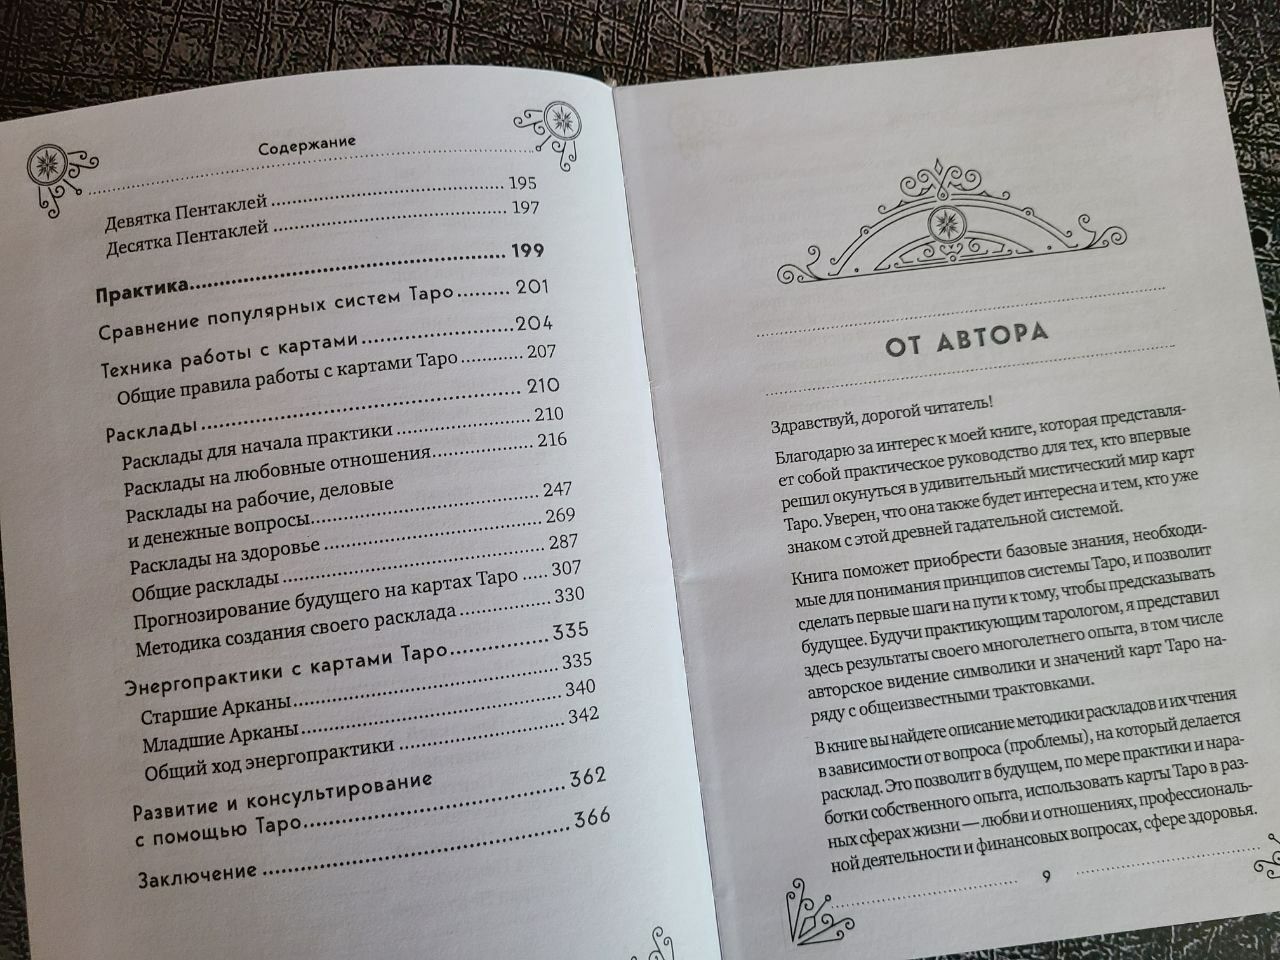 Содержание
Девятка Пентаклей ........ 195
Десятка Пентаклей ........ 197
Практика........ 199
Сравнение популярных систем Таро......... 201
Техника работы с картами ........204
Общие правила работы с картами Таро ........... 207
Расклады ........ 210
Расклады для начала практики ........ 210
Расклады на любовные отношения........ 216
Расклады на рабочие, деловые
и денежные вопросы........ 247
Расклады на здоровье ........ 269
Общие расклады ........ 287
Прогнозирование будущего на картах Таро ..... 307
Методика создания своего расклада ........ 330
Энергопрактики с картами Таро........ 335
Старшие Арканы........ 335
Младшие Арканы........ 340
Общий ход энергопрактики ........ 342
Развитие и консультирование
с помощью Таро........ 362
Заключение ........ 366
ОТ АВТОРА
Здравствуй, дорогой читатель!
Благодарю за интерес к моей книге, которая представля-
ет собой практическое руководство для тех, кто впервые
решил окунуться в удивительный мистический мир карт
Таро. Уверен, что она также будет интересна и тем, кто уже
знаком с этой древней гадательной системой.
Книга поможет приобрести базовые знания, необходи-
мые для понимания принципов системы Таро, и позволит
сделать первые шаги на пути к тому, чтобы предсказывать
будущее. Будучи практикующим тарологом, я представил
здесь результаты своего многолетнего опыта, в том числе
авторское видение символики и значений карт Таро на-
ряду с общеизвестными трактовками.
В книге вы найдете описание методики раскладов и их чтения
в зависимости от вопроса (проблемы), на который делается
расклад. Это позволит в будущем, по мере практики и нара-
ботки собственного опыта, использовать карты Таро в раз-
ных сферах жизни — любви и отношениях, профессиональ-
ной деятельности и финансовых вопросах, сфере здоровья.
9